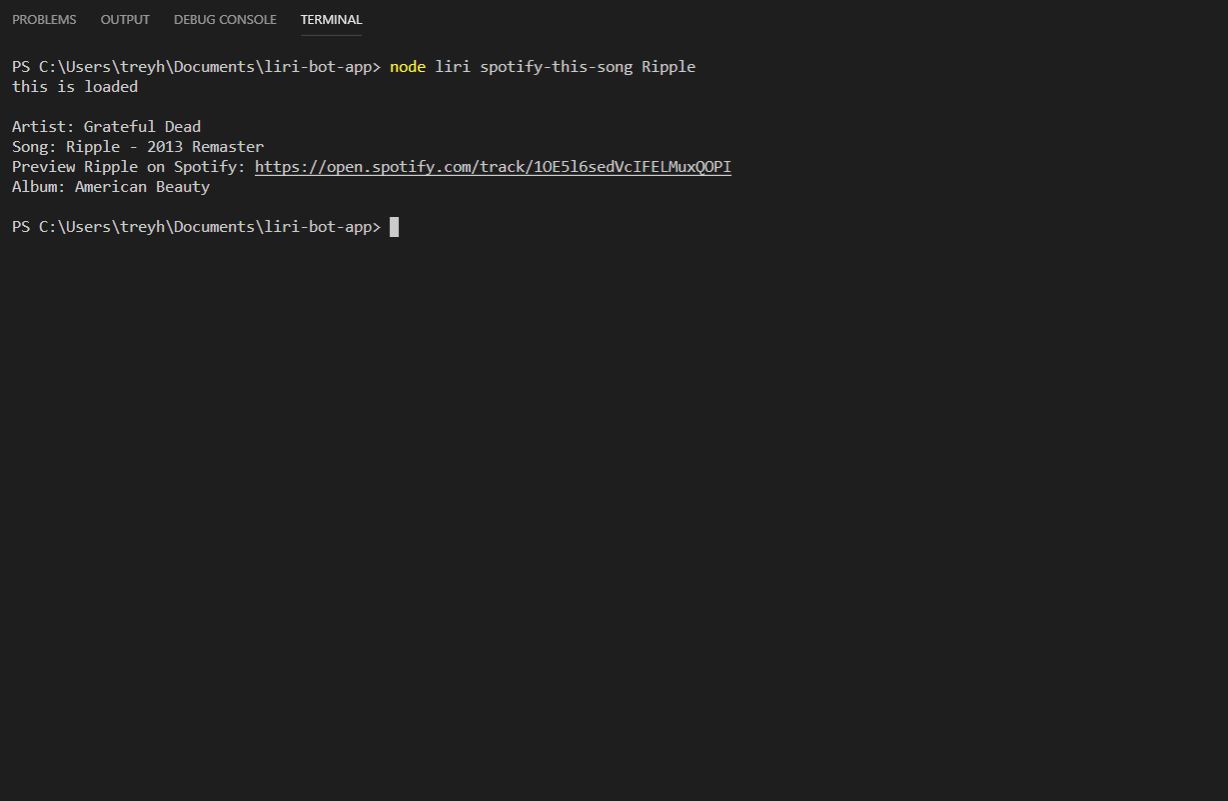 PROBLEMS OUTPUT DEBUG CONSOLE TERMINAL
PS C:\Users\treyh\Documents\liri-bot-app> node liri spotify-this-song Ripple
this is loaded
Artist: Grateful Dead
Song: Ripple - 2013 Remaster
Preview Ripple on Spotify: https://open.spotify.com/track/1OE5l6sedVcIFELMuxQOPI
Album: American Beauty
PS C:\Users\treyh\Documents\liri-bot-app>